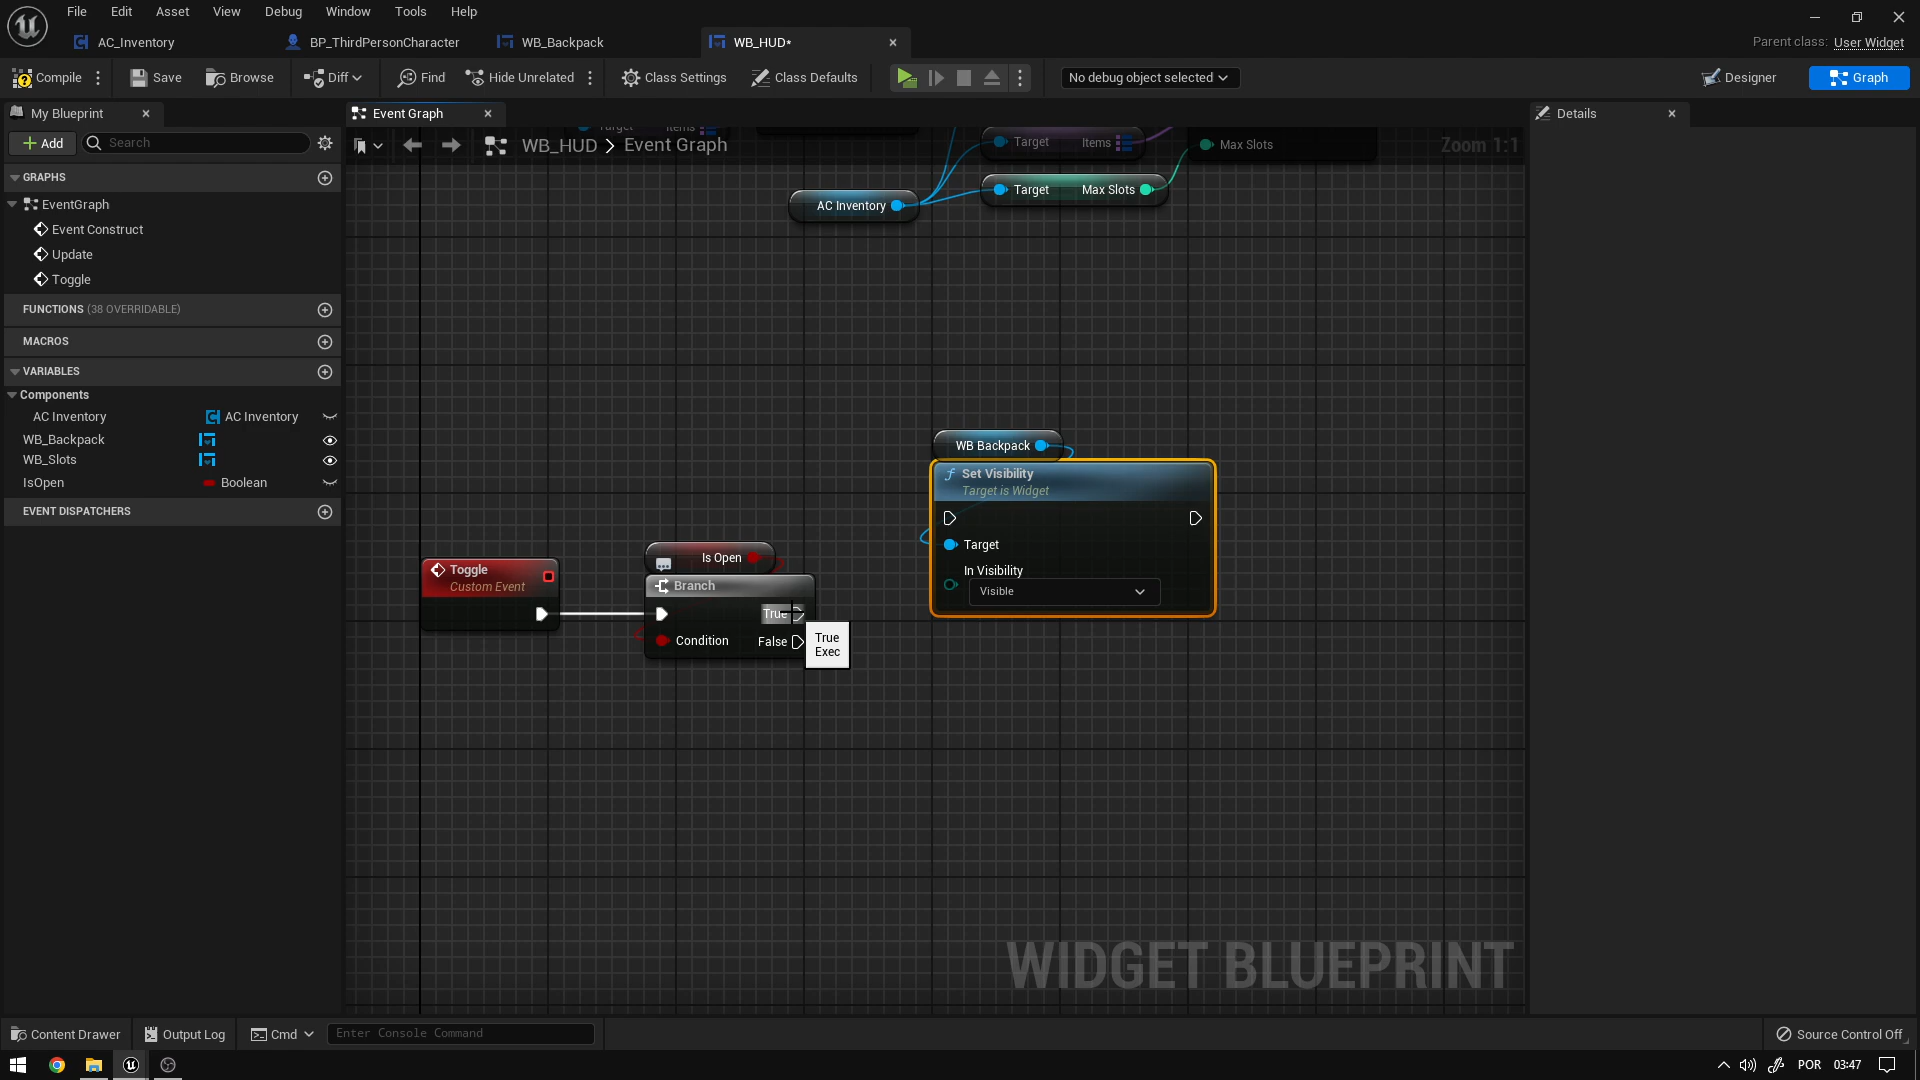 File Edit Asset View Debug Window Tools Help
AC_Inventory BP_ThirdPersonCharacter WB_Backpack WB_HUD*
Parent class: User Widget
Compile Save Browse Diff Find Hide Unrelated Class Settings Class Defaults No debug object selected Designer Graph
My Blueprint Event Graph Details
Add Search
WB_HUD > Event Graph
Zoom 1:1
Target Items
Target Items
Max Slots
Target Max Slots
AC Inventory
GRAPHS
EventGraph
Event Construct
Update
Toggle
FUNCTIONS (38 OVERRIDABLE)
MACROS
VARIABLES
Components
AC Inventory AC Inventory
WB_Backpack
WB_Slots
IsOpen Boolean
EVENT DISPATCHERS
WB Backpack
f Set Visibility
Target is Widget
Target
In Visibility
Visible
Toggle
Custom Event
Is Open
Branch
True
Condition False
True
Exec
WIDGET BLUEPRINT
Content Drawer Output Log Cmd Enter Console Command Source Control Off
POR 03:47